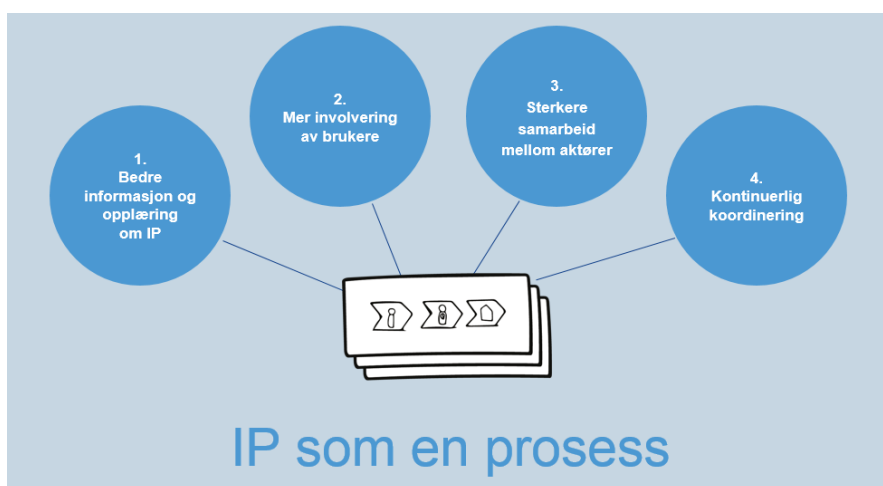 1.
Bedre
informasjon og
opplæring
om IP
2.
Mer involvering
av brukere
3.
Sterkere
samarbeid
mellom aktører
4.
Kontinuerlig
koordinering
IP som en prosess